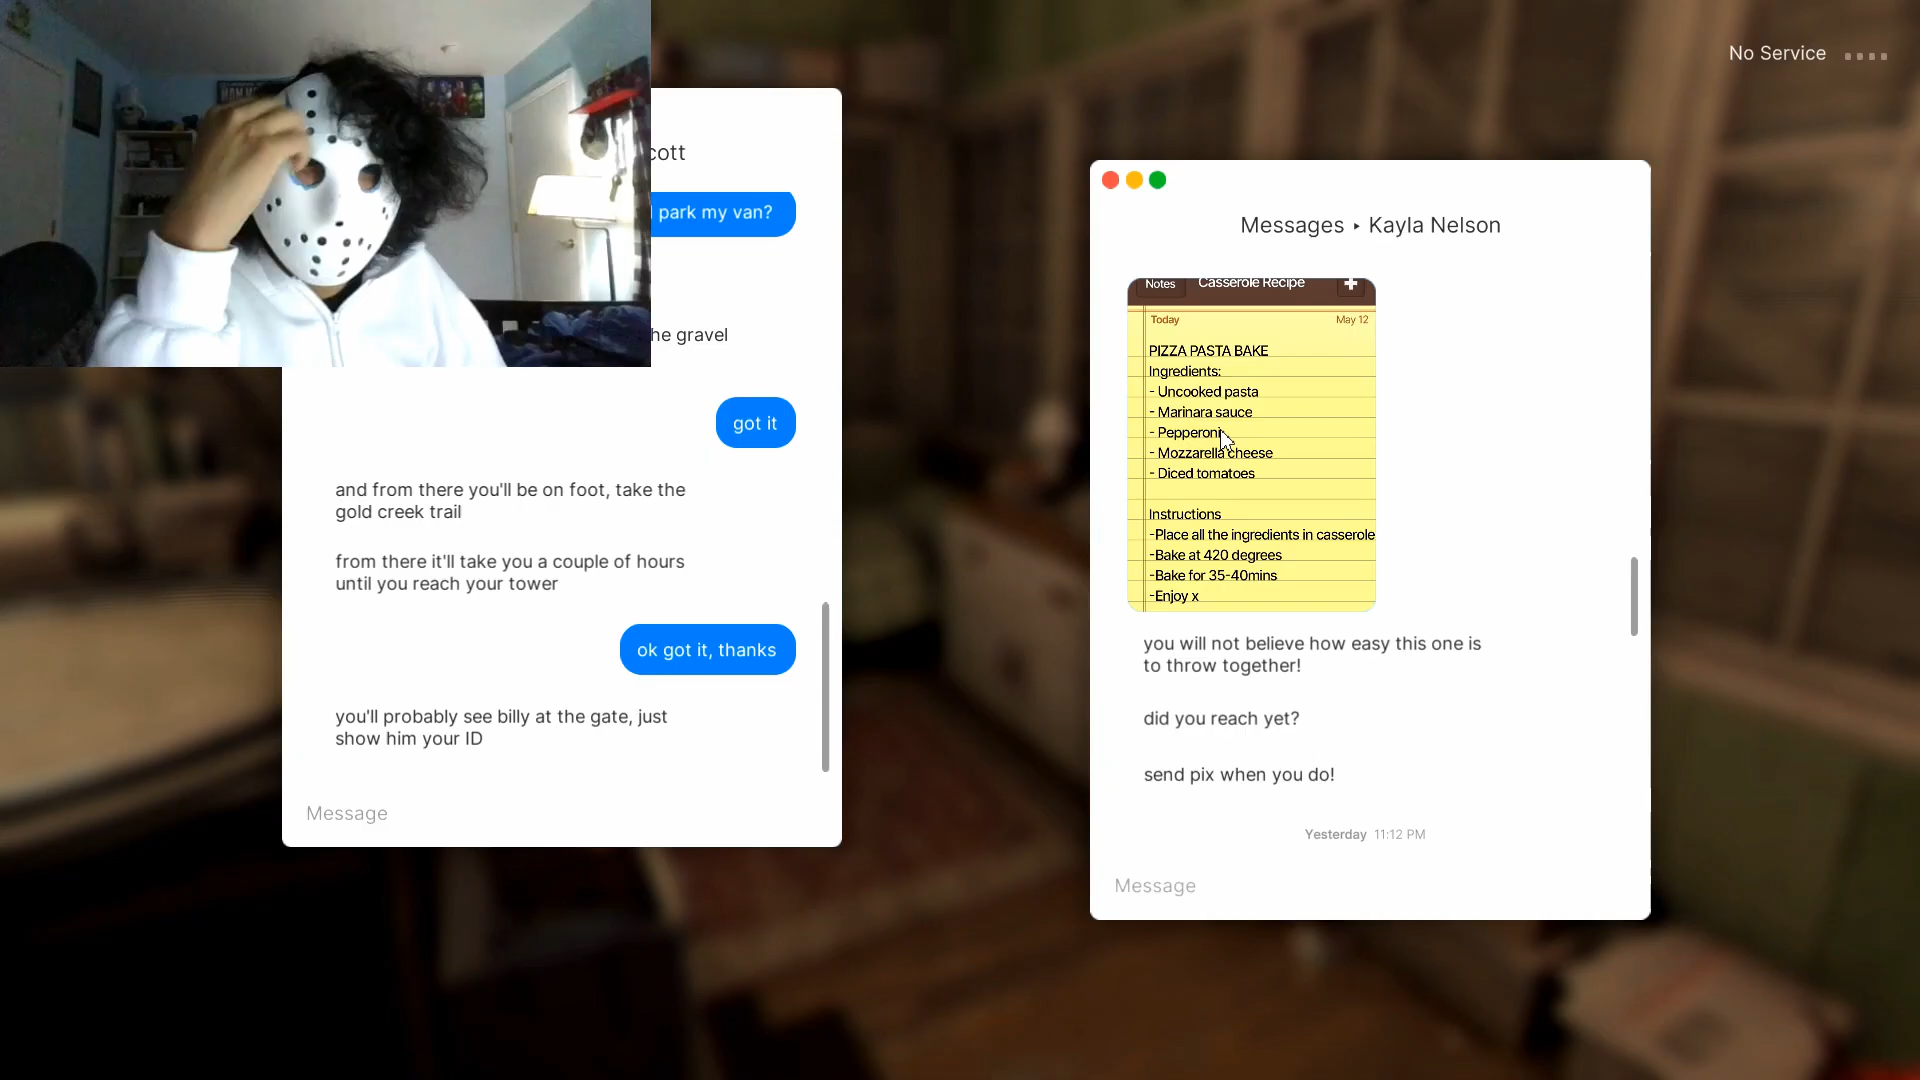 No Service
cott
park my van?
he gravel
got it
and from there you'll be on foot, take the
gold creek trail
from there it'll take you a couple of hours
until you reach your tower
ok got it, thanks
you'll probably see billy at the gate, just
show him your ID
Message
Messages ▸ Kayla Nelson
Notes
Casserole Recipe
Today
May 12
PIZZA PASTA BAKE
Ingredients:
- Uncooked pasta
- Marinara sauce
- Pepperoni
- Mozzarella cheese
- Diced tomatoes
Instructions
-Place all the ingredients in casserole
-Bake at 420 degrees
-Bake for 35-40mins
-Enjoy x
you will not believe how easy this one is
to throw together!
did you reach yet?
send pix when you do!
Yesterday 11:12 PM
Message